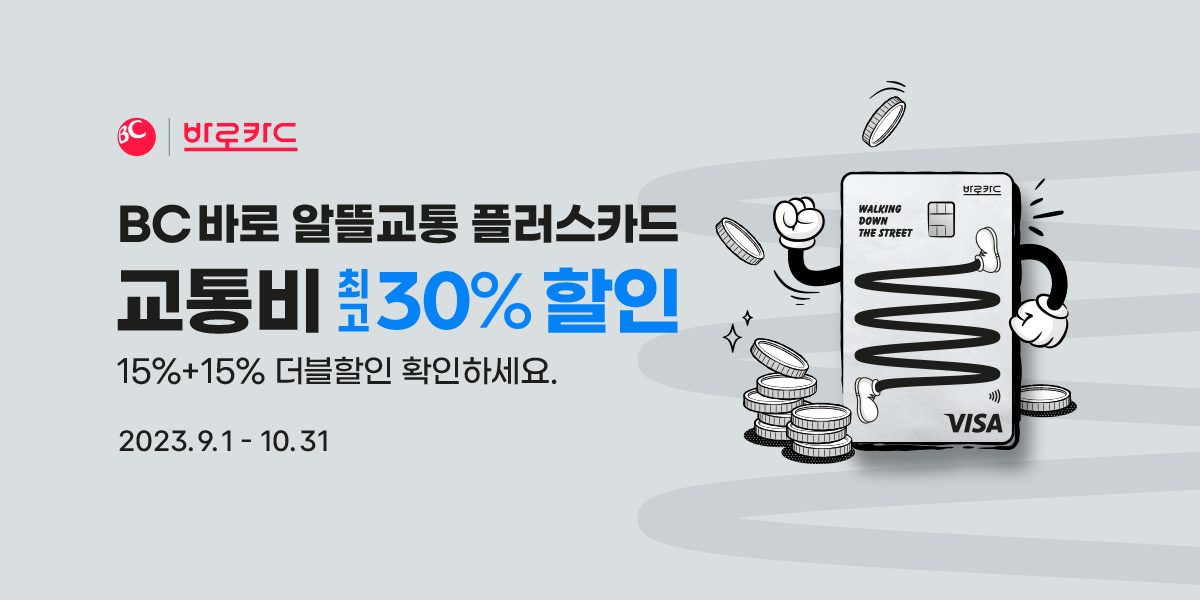 BC 바로카드
BC 바로 알뜰교통 플러스카드
교통비 최고 30% 할인
15%+15% 더블할인 확인하세요.
2023. 9. 1 - 10. 31
바로카드
WALKING
DOWN
THE STREET
VISA